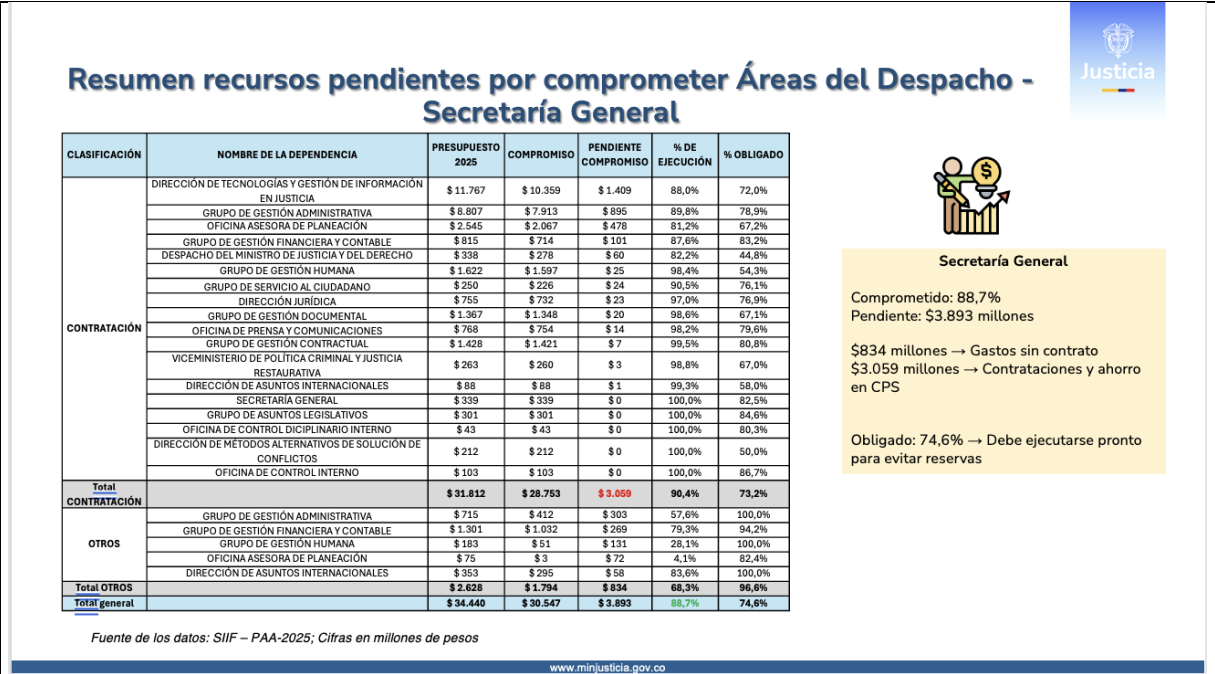 Justicia
Resumen recursos pendientes por comprometer Áreas del Despacho -
Secretaría General
CLASIFICACIÓN NOMBRE DE LA DEPENDENCIA PRESUPUESTO 2025 COMPROMISO PENDIENTE COMPROMISO % DE EJECUCIÓN % OBLIGADO
CONTRATACIÓN
DIRECCIÓN DE TECNOLOGÍAS Y GESTIÓN DE INFORMACIÓN EN JUSTICIA $ 11.767 $ 10.359 $ 1.409 88,0% 72,0%
GRUPO DE GESTIÓN ADMINISTRATIVA $ 8.807 $ 7.913 $ 895 89,8% 78,9%
OFICINA ASESORA DE PLANEACIÓN $ 2.545 $ 2.067 $ 478 81,2% 67,2%
GRUPO DE GESTIÓN FINANCIERA Y CONTABLE $ 815 $ 714 $ 101 87,6% 83,2%
DESPACHO DEL MINISTRO DE JUSTICIA Y DEL DERECHO $ 338 $ 278 $ 60 82,2% 44,8%
GRUPO DE GESTIÓN HUMANA $ 1.622 $ 1.597 $ 25 98,4% 54,3%
GRUPO DE SERVICIO AL CIUDADANO $ 250 $ 226 $ 24 90,5% 76,1%
DIRECCIÓN JURÍDICA $ 755 $ 732 $ 23 97,0% 76,9%
GRUPO DE GESTIÓN DOCUMENTAL $ 1.367 $ 1.348 $ 20 98,6% 67,1%
OFICINA DE PRENSA Y COMUNICACIONES $ 768 $ 754 $ 14 98,2% 79,6%
GRUPO DE GESTIÓN CONTRACTUAL $ 1.428 $ 1.421 $ 7 99,5% 80,8%
VICEMINISTERIO DE POLÍTICA CRIMINAL Y JUSTICIA RESTAURATIVA $ 263 $ 260 $ 3 98,8% 67,0%
DIRECCIÓN DE ASUNTOS INTERNACIONALES $ 88 $ 88 $ 1 99,3% 58,0%
SECRETARÍA GENERAL $ 339 $ 339 $ 0 100,0% 82,5%
GRUPO DE ASUNTOS LEGISLATIVOS $ 301 $ 301 $ 0 100,0% 84,6%
OFICINA DE CONTROL DICIPLINARIO INTERNO $ 43 $ 43 $ 0 100,0% 80,3%
DIRECCIÓN DE MÉTODOS ALTERNATIVOS DE SOLUCIÓN DE CONFLICTOS $ 212 $ 212 $ 0 100,0% 50,0%
OFICINA DE CONTROL INTERNO $ 103 $ 103 $ 0 100,0% 86,7%
Total CONTRATACIÓN $ 31.812 $ 28.753 $ 3.059 90,4% 73,2%
OTROS
GRUPO DE GESTIÓN ADMINISTRATIVA $ 715 $ 412 $ 303 57,6% 100,0%
GRUPO DE GESTIÓN FINANCIERA Y CONTABLE $ 1.301 $ 1.032 $ 269 79,3% 94,2%
GRUPO DE GESTIÓN HUMANA $ 183 $ 51 $ 131 28,1% 100,0%
OFICINA ASESORA DE PLANEACIÓN $ 75 $ 3 $ 72 4,1% 82,4%
DIRECCIÓN DE ASUNTOS INTERNACIONALES $ 353 $ 295 $ 58 83,6% 100,0%
Total OTROS $ 2.628 $ 1.794 $ 834 68,3% 96,6%
Total general $ 34.440 $ 30.547 $ 3.893 88,7% 74,6%
Secretaría General
Comprometido: 88,7%
Pendiente: $3.893 millones
$834 millones → Gastos sin contrato
$3.059 millones → Contrataciones y ahorro
en CPS
Obligado: 74,6% → Debe ejecutarse pronto
para evitar reservas
Fuente de los datos: SIIF – PAA-2025; Cifras en millones de pesos
www.minjusticia.gov.co